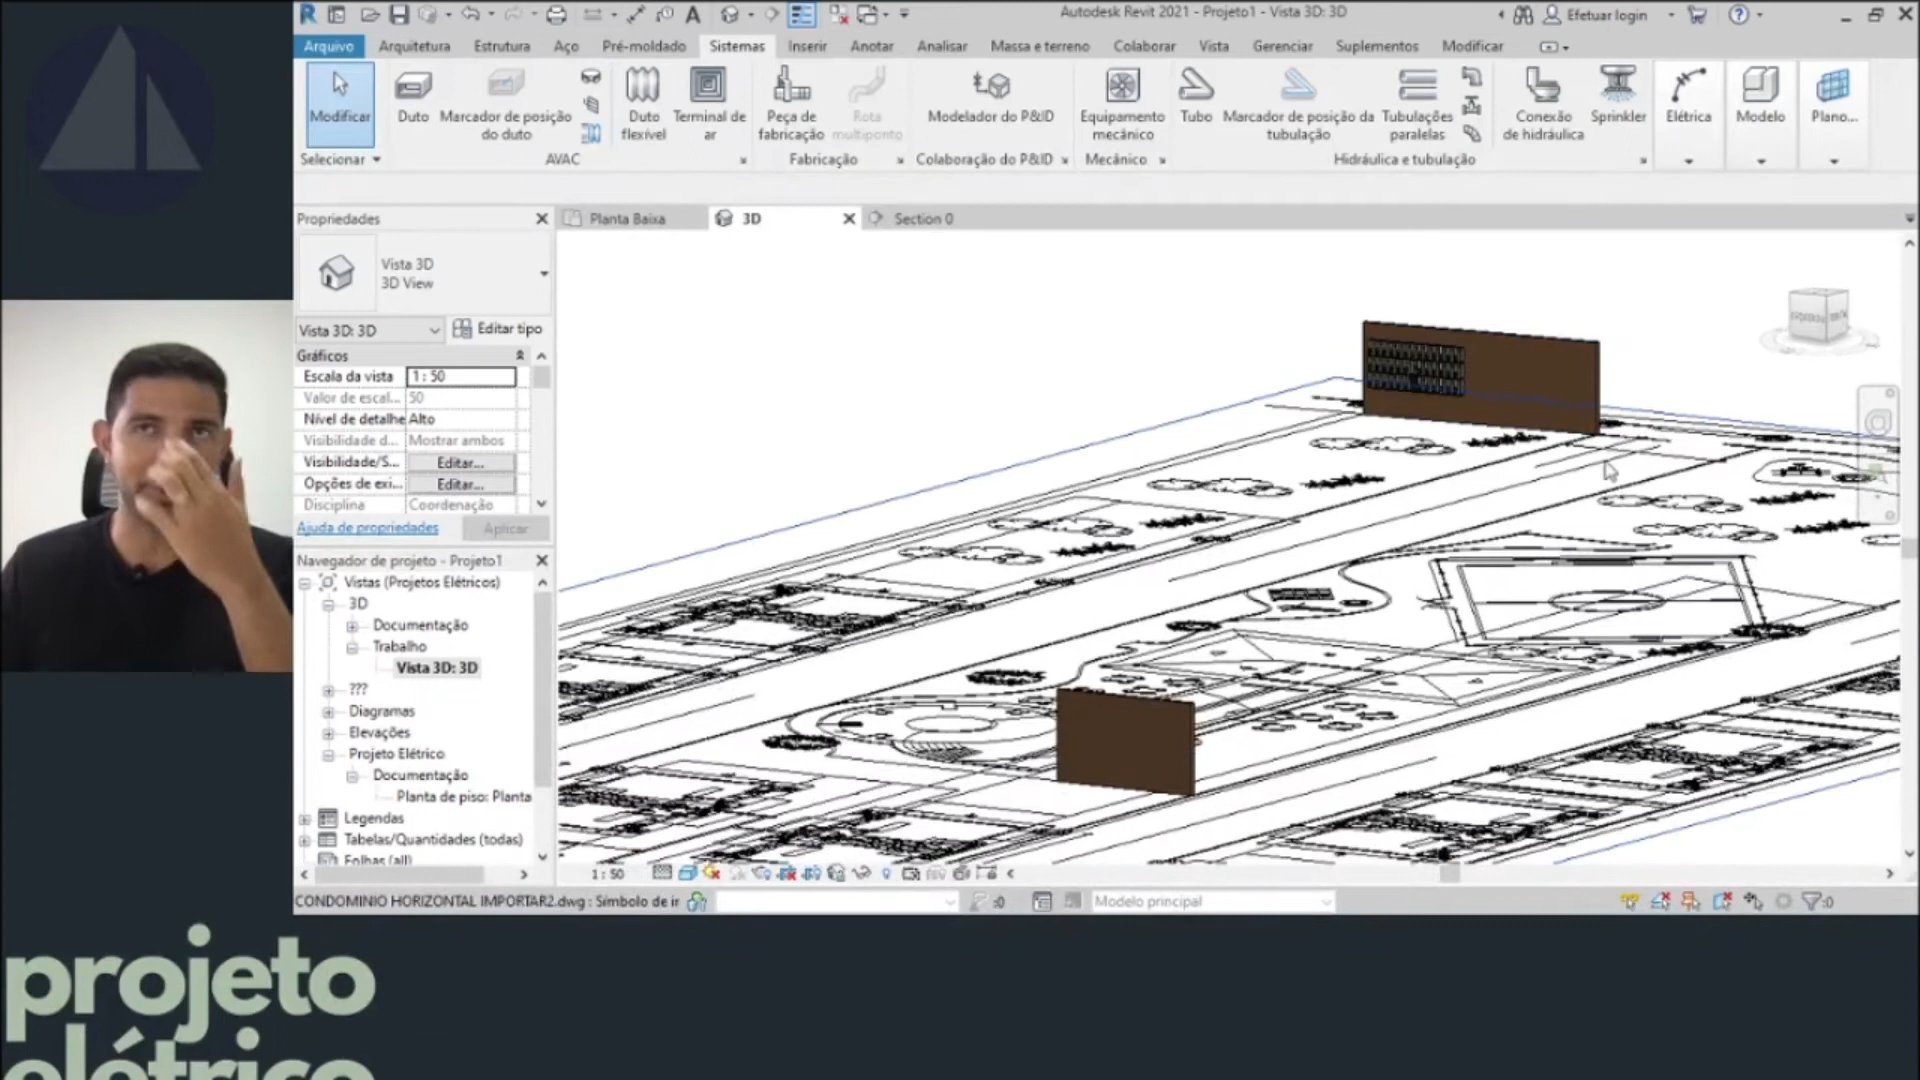 Autodesk Revit 2021 - Projeto1 - Vista 3D: 3D
Efetuar login
Arquivo Arquitetura Estrutura Aço Pré-moldado Sistemas Inserir Anotar Analisar Massa e terreno Colaborar Vista Gerenciar Suplementos Modificar
Modificar
Duto
Marcador de posição do duto
Duto flexível
Terminal de ar
Peça de fabricação
Rota multiponto
Modelador do P&ID
Equipamento mecânico
Tubo
Marcador de posição da tubulação
Tubulações paralelas
Conexão de hidráulica
Sprinkler
Elétrica
Modelo
Plano...
Selecionar AVAC Fabricação Colaboração do P&ID Mecânico Hidráulica e tubulação
Propriedades
Planta Baixa
3D
Section 0
Vista 3D
3D View
Vista 3D: 3D
Editar tipo
Gráficos
Escala da vista 1 : 50
Valor de escal... 50
Nível de detalhe Alto
Visibilidade d... Mostrar ambos
Visibilidade/S... Editar...
Opções de exi... Editar...
Disciplina Coordenação
Ajuda de propriedades
Aplicar
Navegador de projeto - Projeto1
Vistas (Projetos Elétricos)
3D
Documentação
Trabalho
Vista 3D: 3D
???
Diagramas
Elevações
Projeto Elétrico
Documentação
Planta de piso: Planta
Legendas
Tabelas/Quantidades (todas)
Folhas (all)
1 : 50
CONDOMINIO HORIZONTAL IMPORTAR2.dwg : Símbolo de ir
:0
Modelo principal
:0
projeto
elétrico